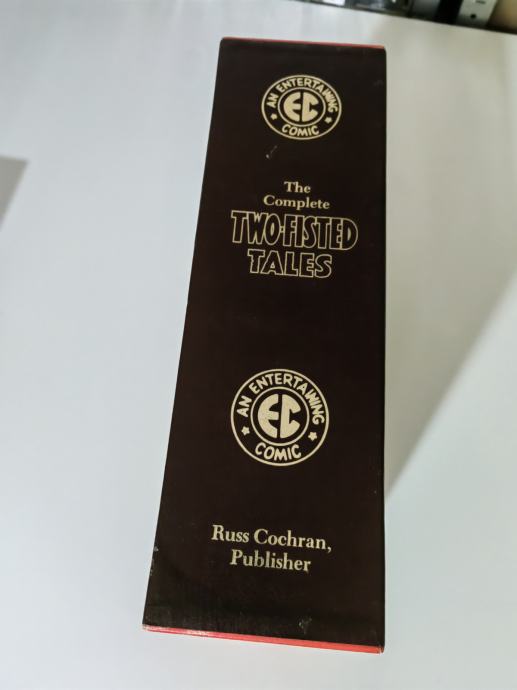 AN ENTERTAINING
EC
COMIC
The
Complete
TWO-FISTED
TALES
AN ENTERTAINING
EC
COMIC
Russ Cochran,
Publisher